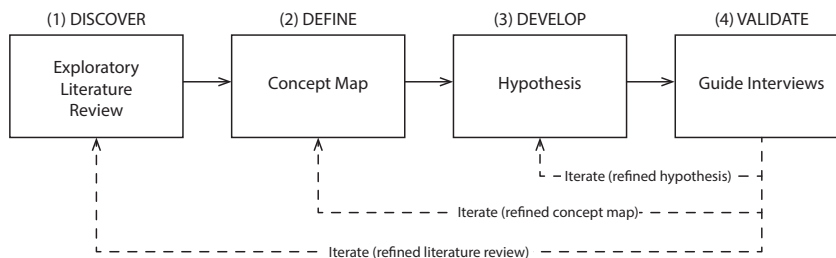 (1) DISCOVER
(2) DEFINE
(3) DEVELOP
(4) VALIDATE
Exploratory
Literature
Review
Concept Map
Hypothesis
Guide Interviews
Iterate (refined hypothesis)
Iterate (refined concept map)
Iterate (refined literature review)